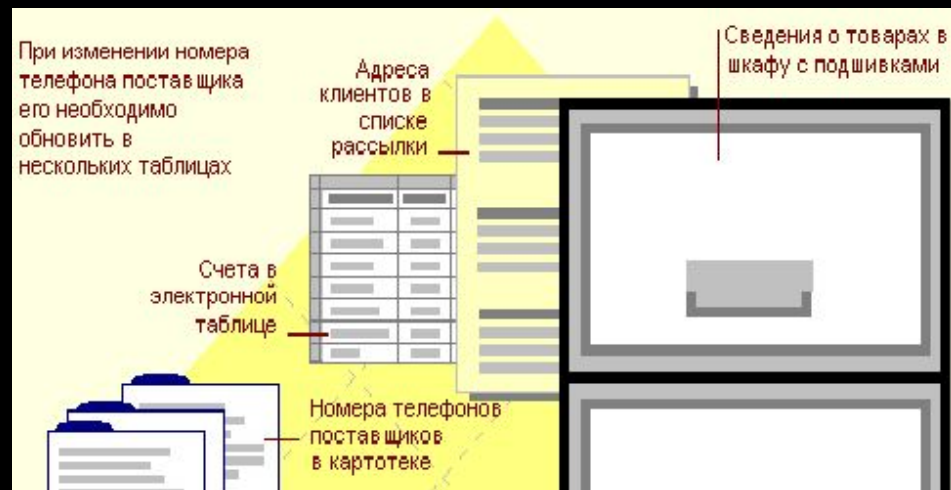 При изменении номера
телефона поставщика
его необходимо
обновить в
нескольких таблицах
Адреса
клиентов в
списке
рассылки
Сведения о товарах в
шкафу с подшивками
Счета в
электронной
таблице
Номера телефонов
поставщиков
в картотеке